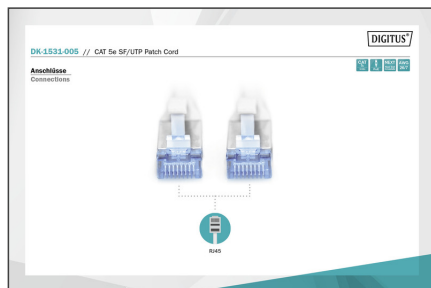 DIGITUS®
DK-1531-005 // CAT 5e SF/UTP Patch Cord
Anschlüsse
Connections
RJ45